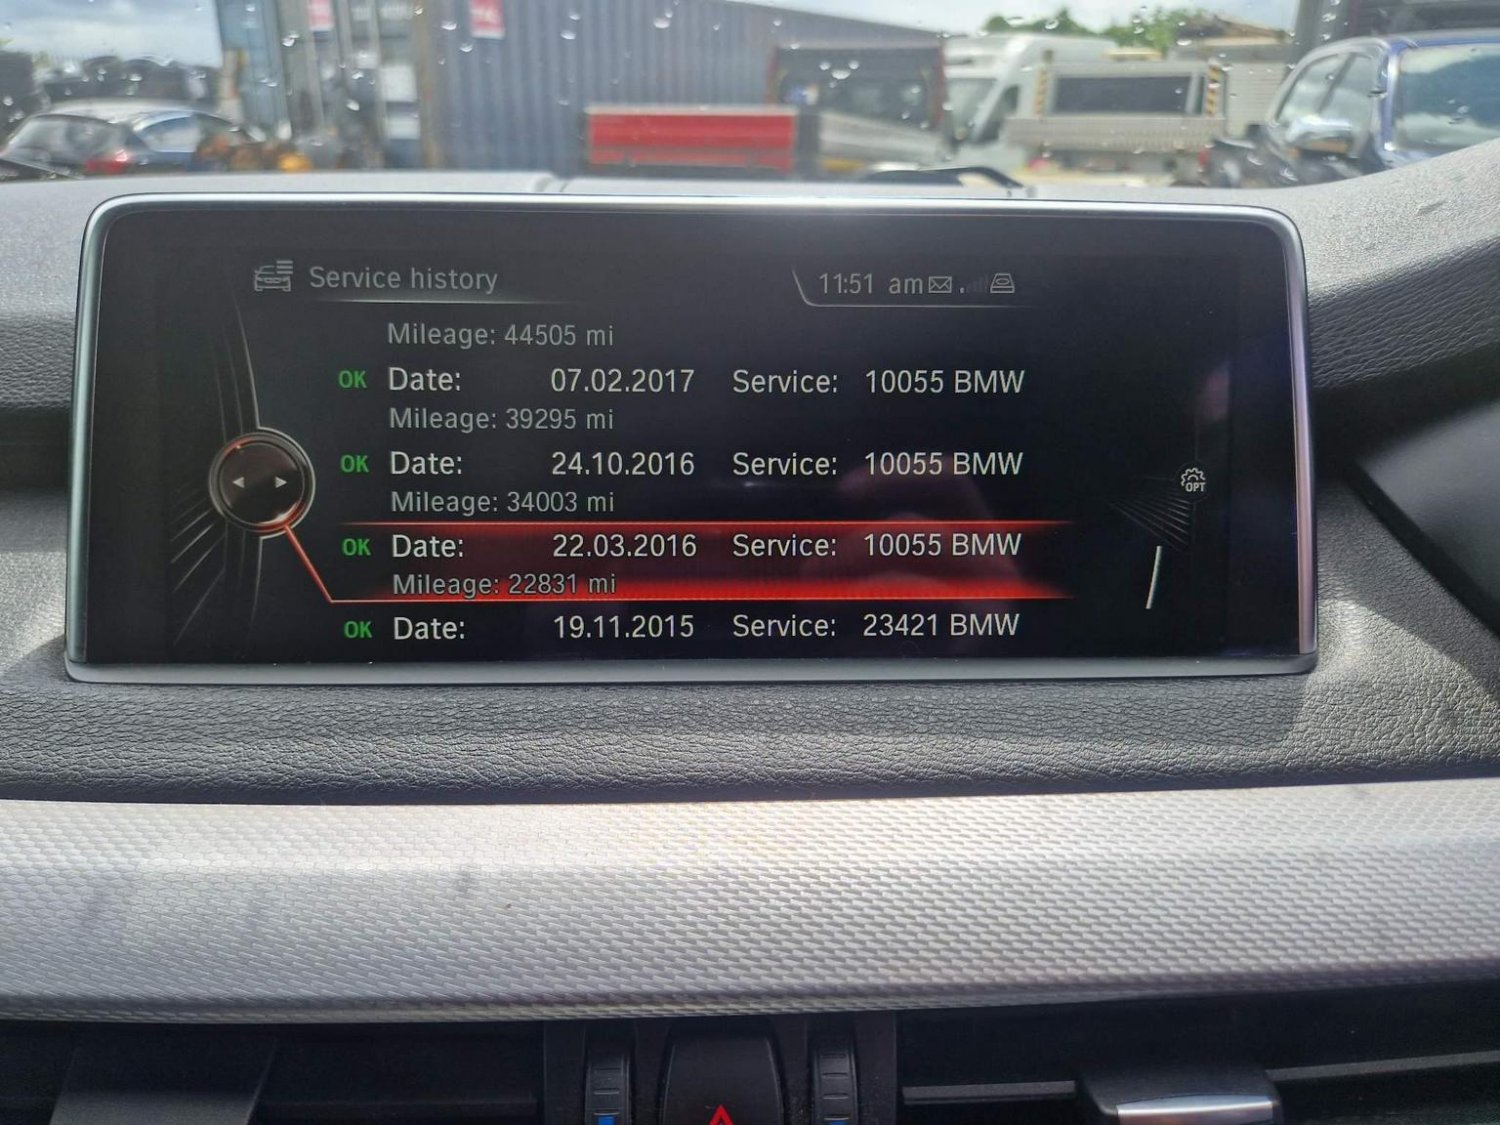 Service history 11:51 am
Mileage: 44505 mi
OK Date: 07.02.2017 Service: 10055 BMW
Mileage: 39295 mi
OK Date: 24.10.2016 Service: 10055 BMW
Mileage: 34003 mi
OPT
OK Date: 22.03.2016 Service: 10055 BMW
Mileage: 22831 mi
OK Date: 19.11.2015 Service: 23421 BMW